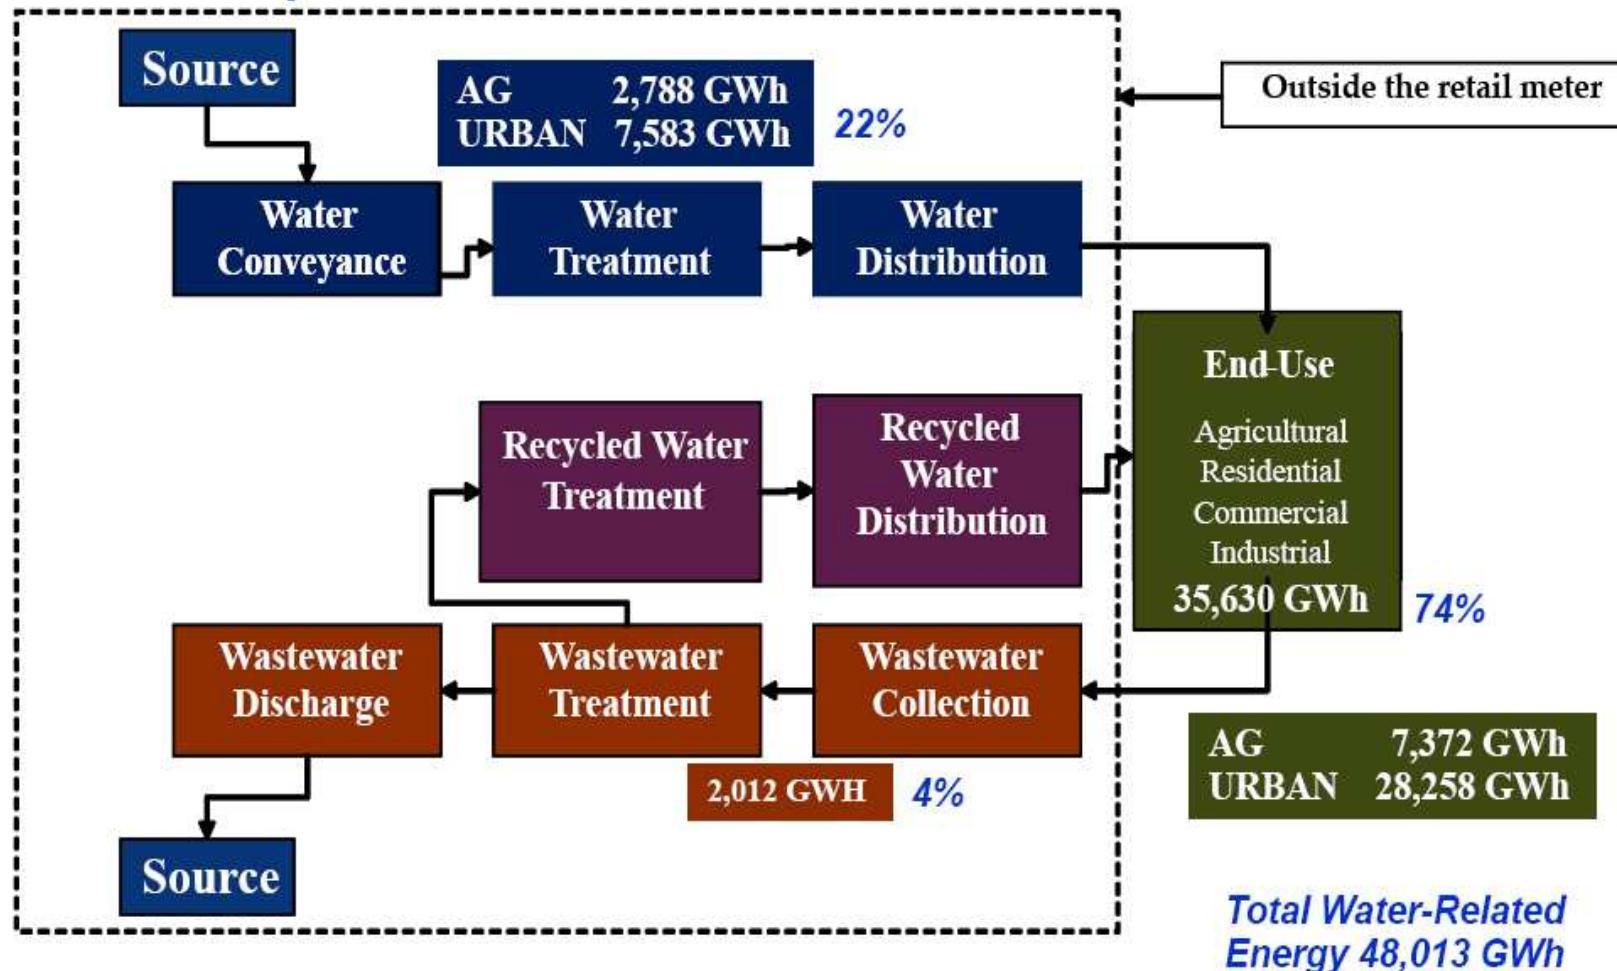 Source
AG 2,788 GWh
URBAN 7,583 GWh
22%
Outside the retail meter
Water
Conveyance
Water
Treatment
Water
Distribution
End-Use
Agricultural
Residential
Commercial
Industrial
35,630 GWh
74%
Recycled Water
Treatment
Recycled
Water
Distribution
Wastewater
Discharge
Wastewater
Treatment
Wastewater
Collection
2,012 GWH
4%
AG 7,372 GWh
URBAN 28,258 GWh
Source
Total Water-Related
Energy 48,013 GWh